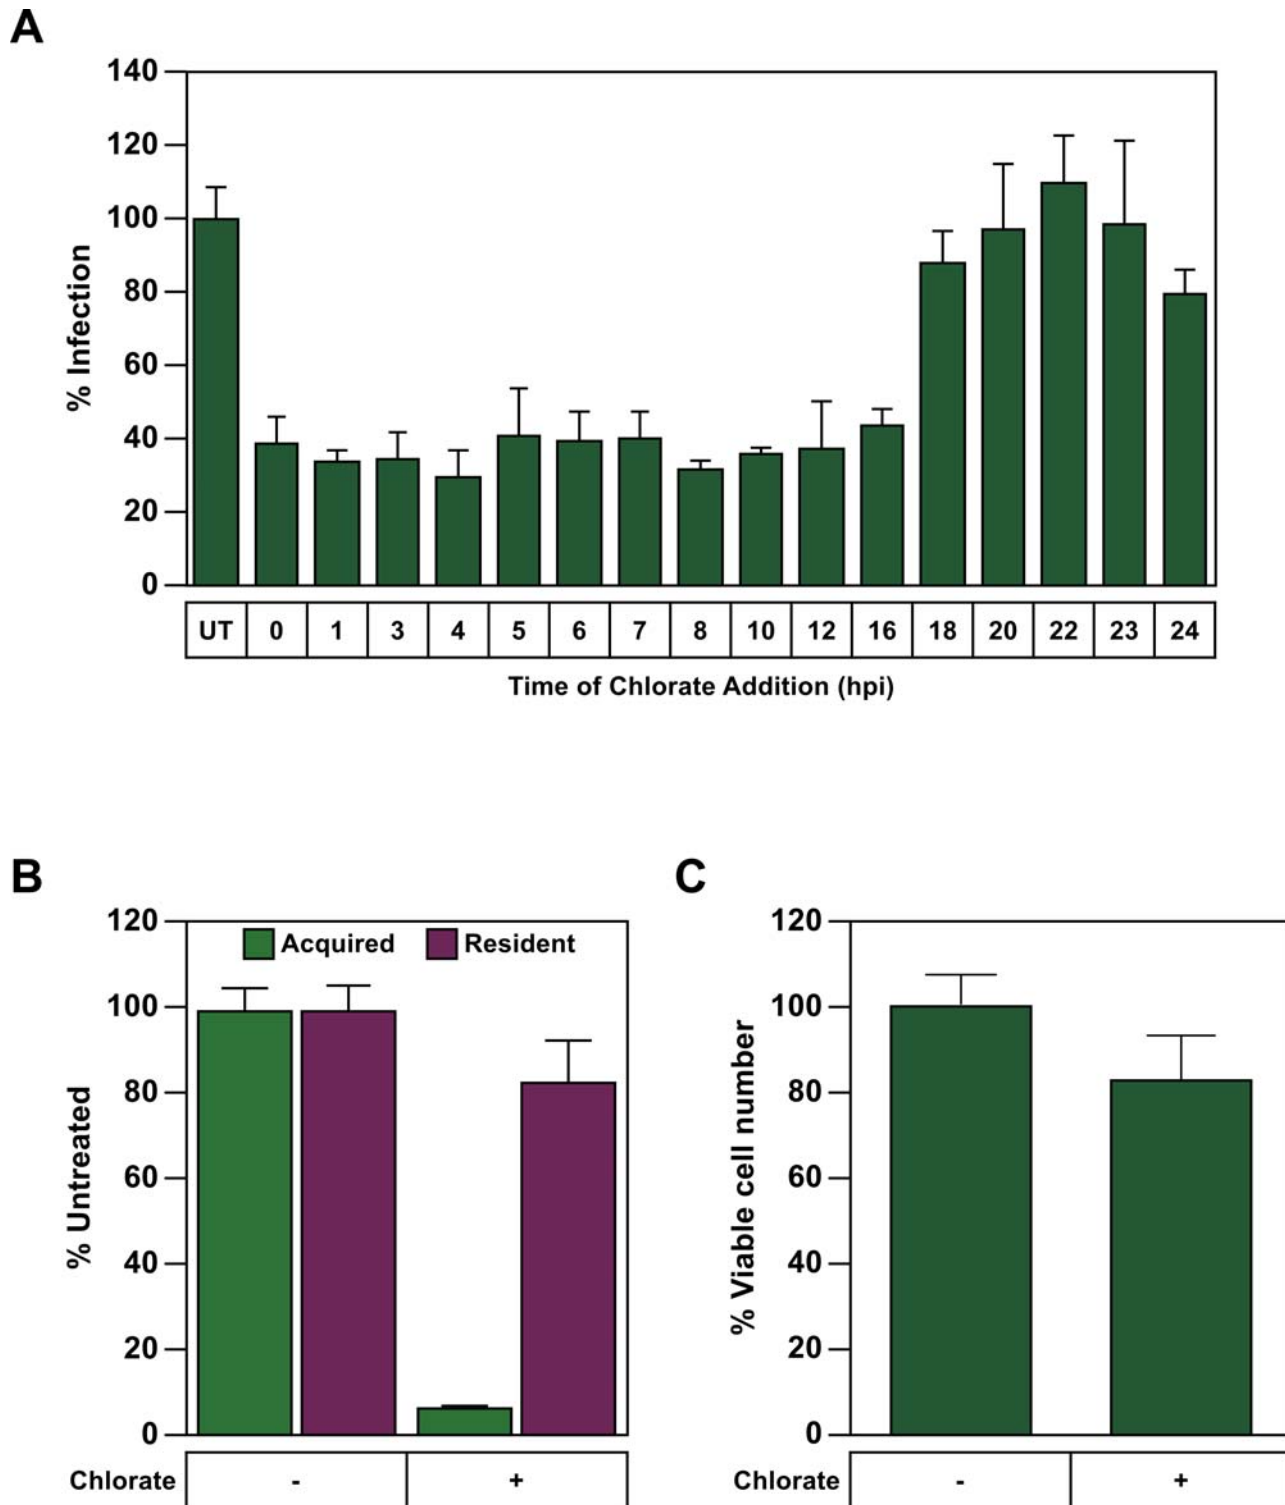 A
140
120
100
80
60
40
20
0
% Infection
UT 0 1 3 4 5 6 7 8 10 12 16 18 20 22 23 24
Time of Chlorate Addition (hpi)
B
120
100
80
60
40
20
0
% Untreated
Acquired Resident
Chlorate - +
C
120
100
80
60
40
20
0
% Viable cell number
Chlorate - +